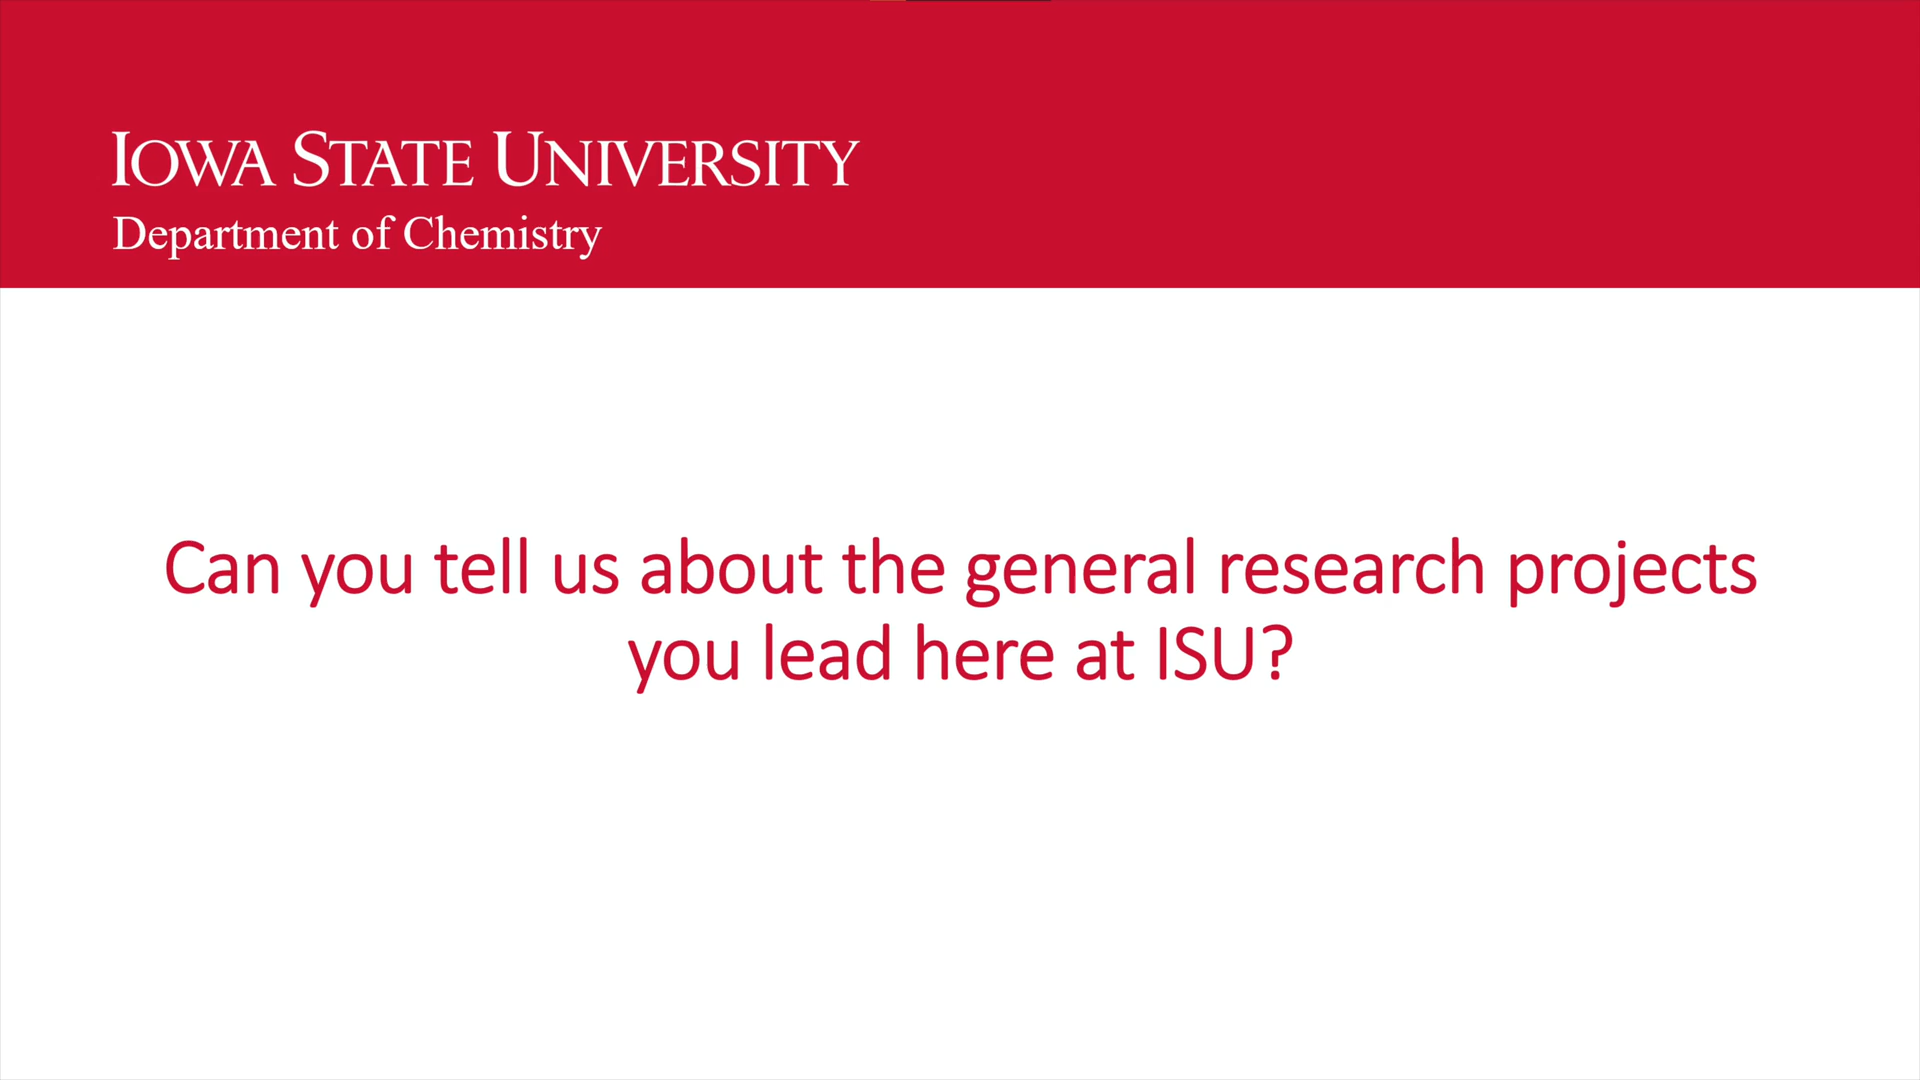 IOWA STATE UNIVERSITY
Department of Chemistry
Can you tell us about the general research projects
you lead here at ISU?